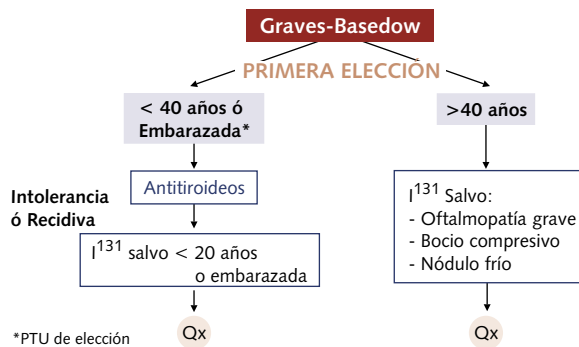 Graves-Basedow
PRIMERA ELECCIÓN
< 40 años ó
Embarazada*
>40 años
Antitiroideos
Intolerancia
ó Recidiva
I131 salvo < 20 años
o embarazada
I131 Salvo:
- Oftalmopatía grave
- Bocio compresivo
- Nódulo frío
Qx
Qx
*PTU de elección